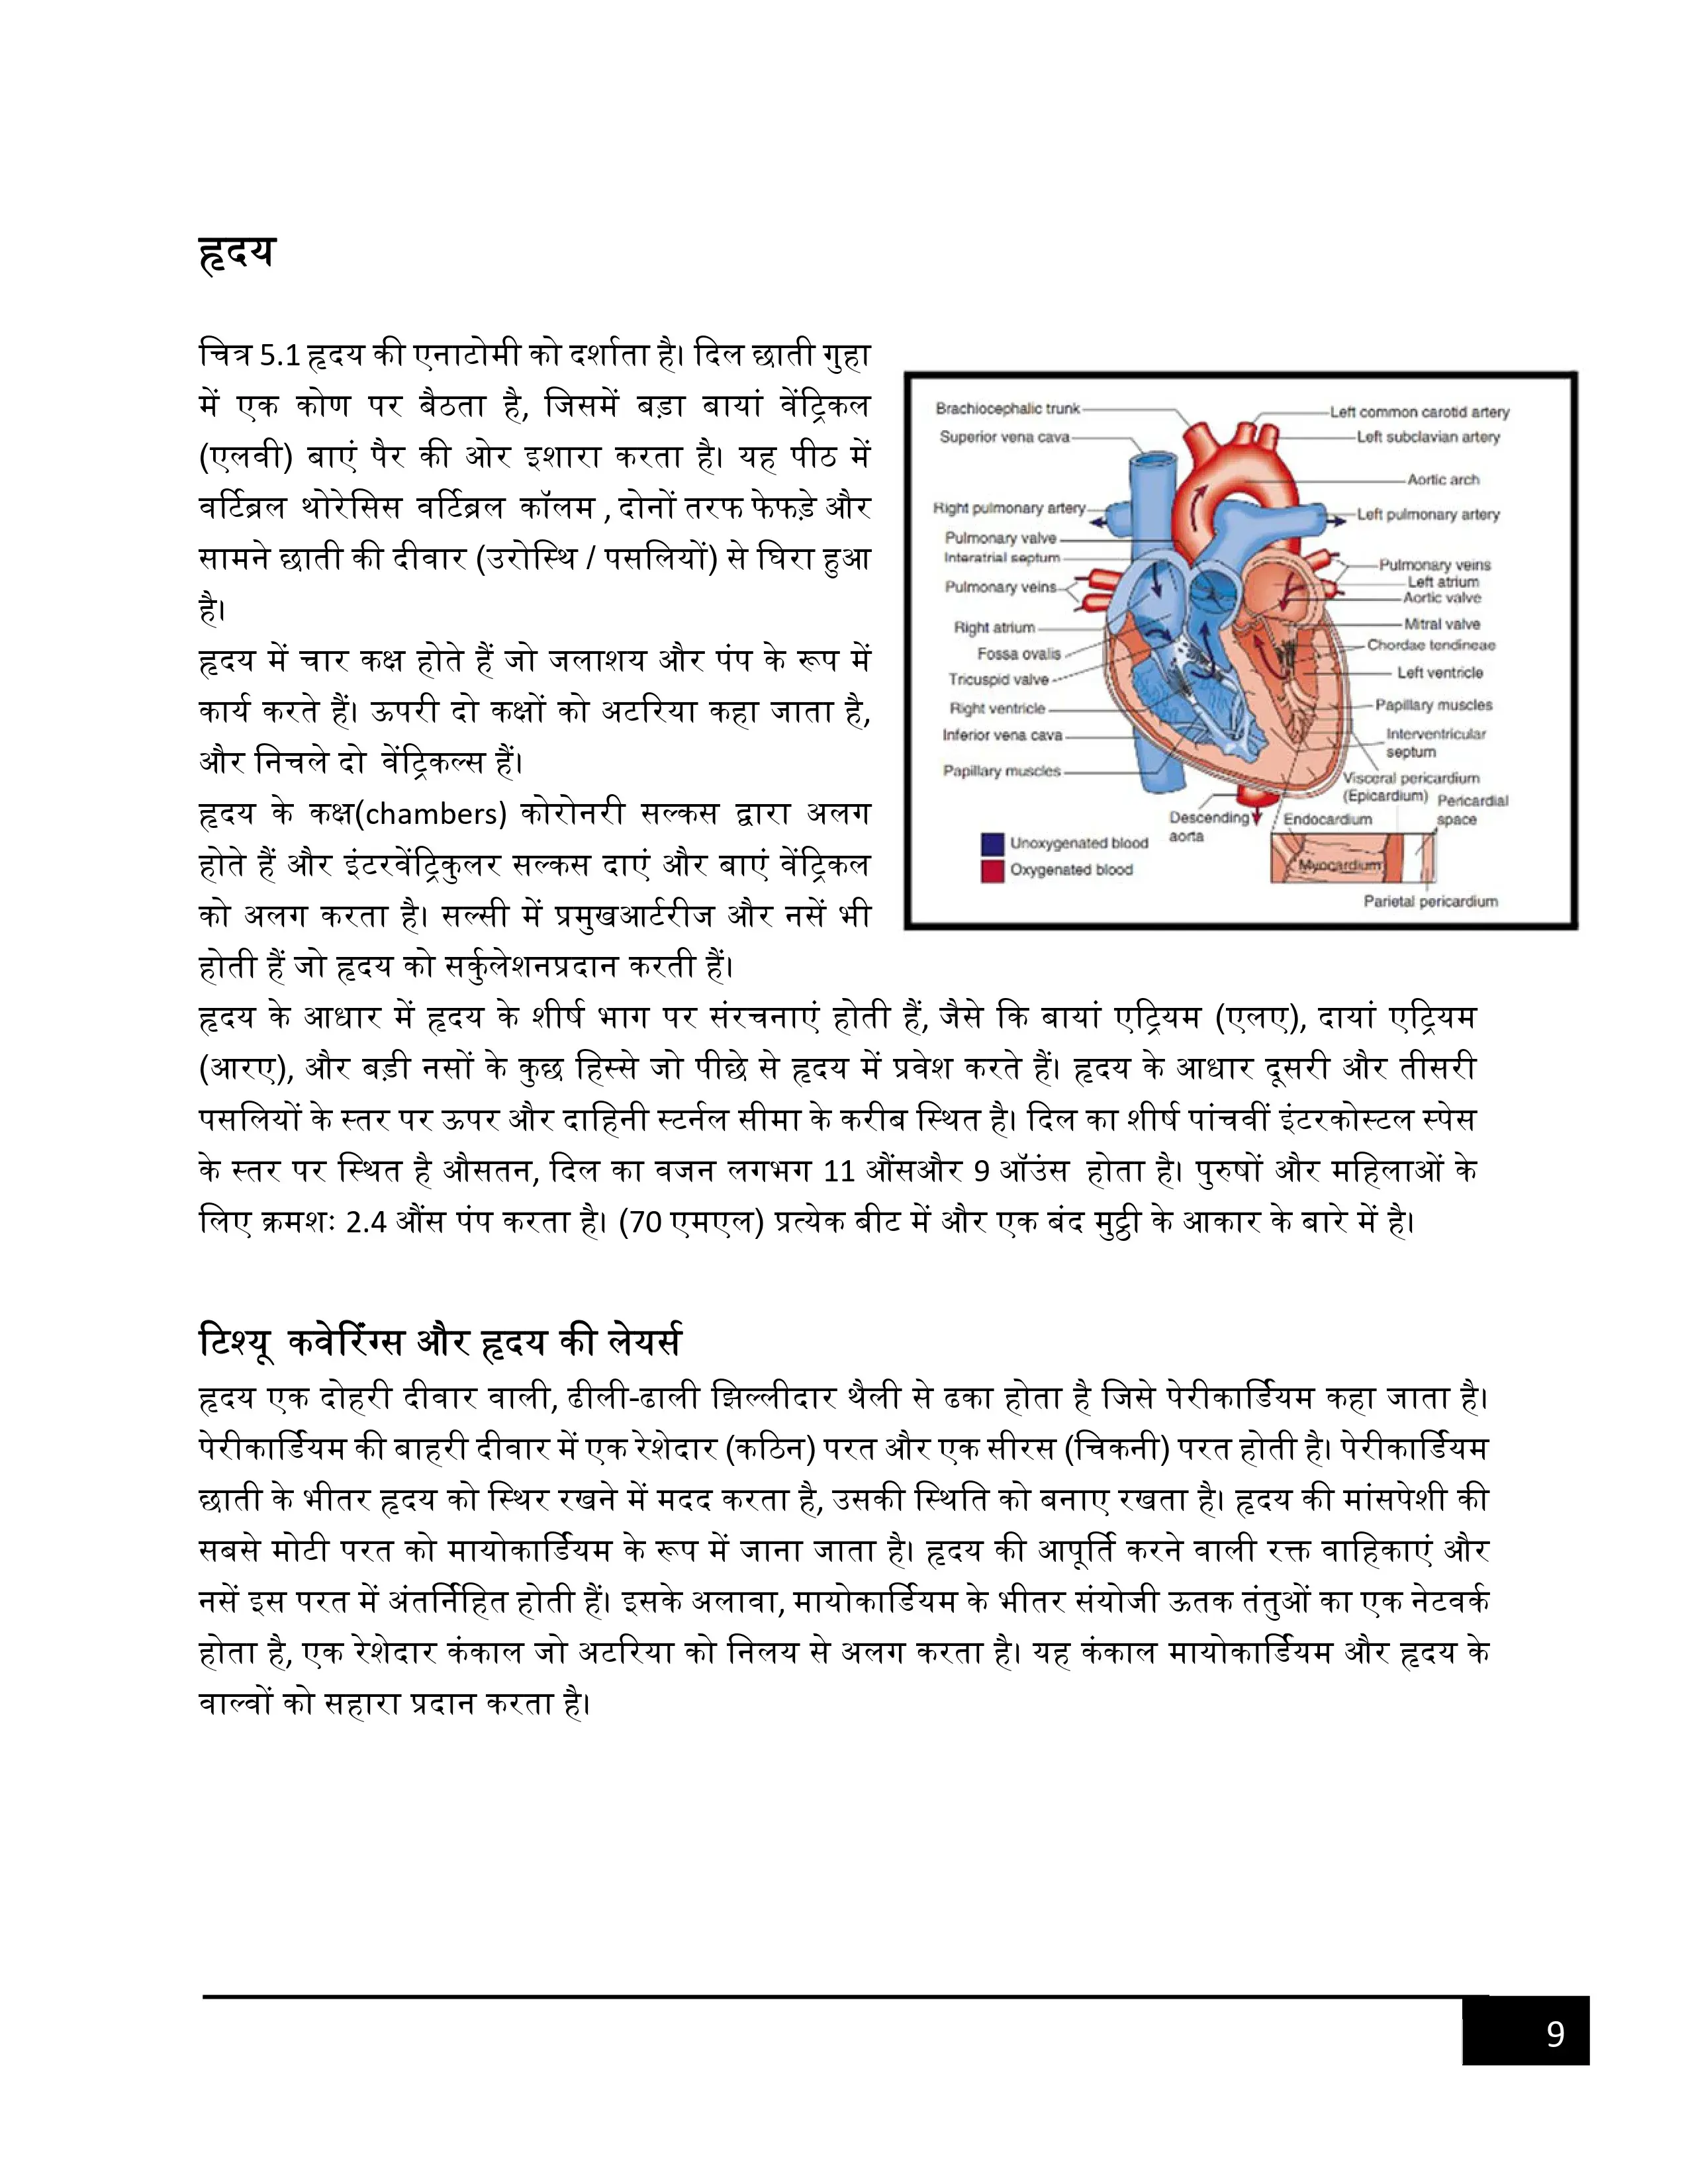 हृदय
चित्र 5.1 हृदय की एनाटोमी को दर्शाता है। दिल छाती गुहा
में एक कोण पर बैठता है, जिसमें बड़ा बायां वेंट्रिकल
(एलवी) बाएं पैर की ओर इशारा करता है। यह पीठ में
वर्टिब्रल थोरेसिस वर्टिब्रल कॉलम , दोनों तरफ फेफड़े और
सामने छाती की दीवार (उरोस्थि / पसलियों) से घिरा हुआ
है।
हृदय में चार कक्ष होते हैं जो जलाशय और पंप के रूप में
कार्य करते हैं। ऊपरी दो कक्षों को अटरिया कहा जाता है,
और निचले दो वेंट्रिकल्स हैं।
हृदय के कक्ष(chambers) कोरोनरी सल्कस द्वारा अलग
होते हैं और इंटरवेंट्रिकुलर सल्कस दाएं और बाएं वेंट्रिकल
को अलग करता है। सल्सी में प्रमुखआर्टरीज और नसें भी
होती हैं जो हृदय को सर्कुलेशनप्रदान करती हैं।
Brachiocephalic trunk
Superior vena cava
Right pulmonary artery
Pulmonary valve
Interatrial septum
Pulmonary veins
Right atrium
Fossa ovalis
Tricuspid valve
Right ventricle
Inferior vena cava
Papillary muscles
Left common carotid artery
Left subclavian artery
Aortic arch
Left pulmonary artery
Pulmonary veins
Left atrium
Aortic valve
Mitral valve
Chordae tendineae
Left ventricle
Papillary muscles
Interventricular
septum
Visceral pericardium
(Epicardium)
Pericardial
space
Descending
aorta
Endocardium
Myocardium
Parietal pericardium
Unoxygenated blood
Oxygenated blood
हृदय के आधार में हृदय के शीर्ष भाग पर संरचनाएं होती हैं, जैसे कि बायां एट्रियम (एलए), दायां एट्रियम
(आरए), और बड़ी नसों के कुछ हिस्से जो पीछे से हृदय में प्रवेश करते हैं। हृदय के आधार दूसरी और तीसरी
पसलियों के स्तर पर ऊपर और दाहिनी स्टर्नल सीमा के करीब स्थित है। दिल का शीर्ष पांचवीं इंटरकोस्टल स्पेस
के स्तर पर स्थित है औसतन, दिल का वजन लगभग 11 औंसऔर 9 ऑउंस होता है। पुरुषों और महिलाओं के
लिए क्रमशः 2.4 औंस पंप करता है। (70 एमएल) प्रत्येक बीट में और एक बंद मुट्ठी के आकार के बारे में है।
टिश्यू कवेरिंग्स और हृदय की लेयर्स
हृदय एक दोहरी दीवार वाली, ढीली-ढाली झिल्लीदार थैली से ढका होता है जिसे पेरीकार्डियम कहा जाता है।
पेरीकार्डियम की बाहरी दीवार में एक रेशेदार (कठिन) परत और एक सीरस (चिकनी) परत होती है। पेरीकार्डियम
छाती के भीतर हृदय को स्थिर रखने में मदद करता है, उसकी स्थिति को बनाए रखता है। हृदय की मांसपेशी की
सबसे मोटी परत को मायोकार्डियम के रूप में जाना जाता है। हृदय की आपूर्ति करने वाली रक्त वाहिकाएं और
नसें इस परत में अंतर्निहित होती हैं। इसके अलावा, मायोकार्डियम के भीतर संयोजी ऊतक तंतुओं का एक नेटवर्क
होता है, एक रेशेदार कंकाल जो अटरिया को निलय से अलग करता है। यह कंकाल मायोकार्डियम और हृदय के
वाल्वों को सहारा प्रदान करता है।
9